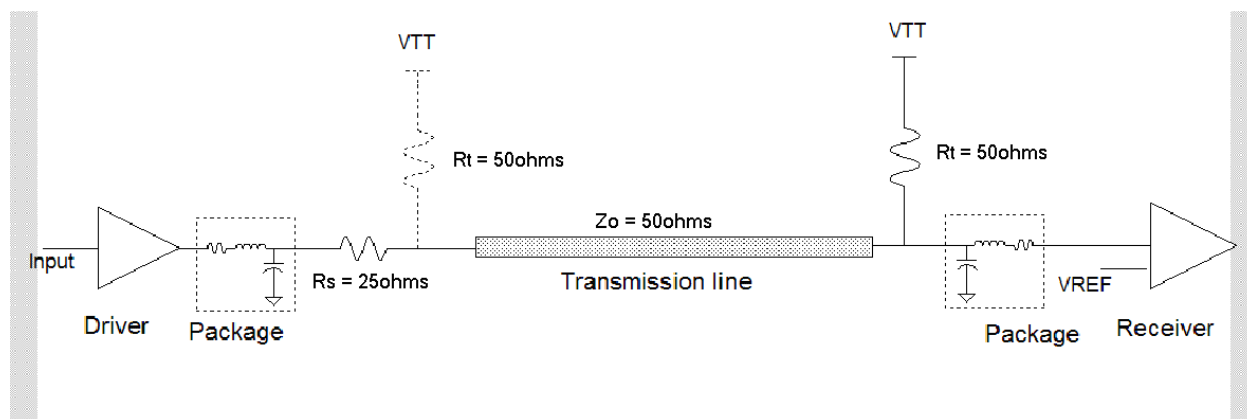 VTT
VTT
Rt = 50ohms
Rt = 50ohms
Zo = 50ohms
Input
Rs = 25ohms
Transmission line
VREF
Driver
Package
Package
Receiver